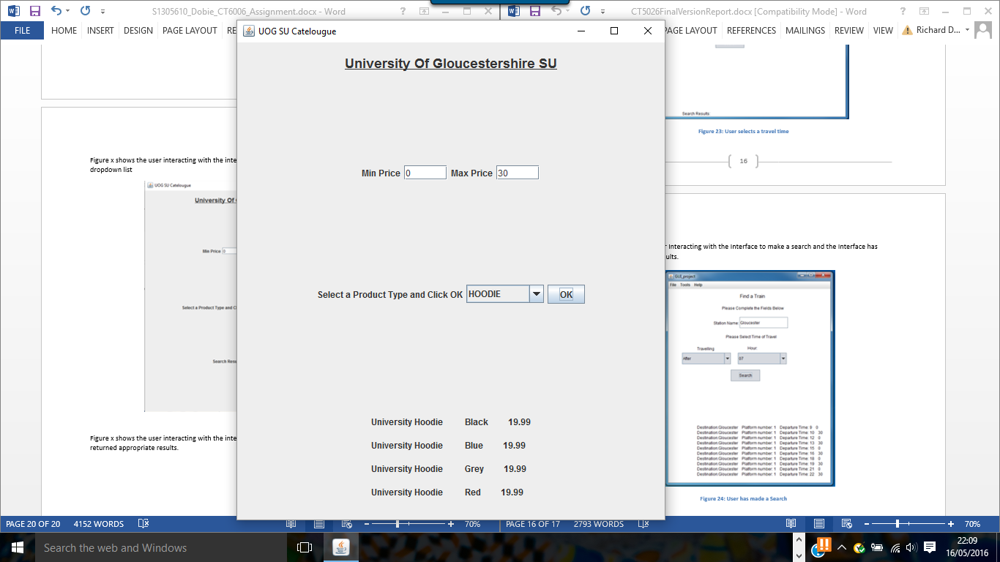 S1305610_Dobie_CT6006_Assignment.docx - Word
CT5026FinalVersionReport.docx [Compatibility Mode] - Word
FILE HOME INSERT DESIGN PAGE LAYOUT RE
PAGE LAYOUT REFERENCES MAILINGS REVIEW VIEW Richard D...
UOG SU Catelougue
University Of Gloucestershire SU
Min Price 0 Max Price 30
Select a Product Type and Click OK HOODIE OK
University Hoodie Black 19.99
University Hoodie Blue 19.99
University Hoodie Grey 19.99
University Hoodie Red 19.99
Figure x shows the user interacting with the inte
dropdown list
UOG SU Catelougue
University Of
Min Price 0
Select a Product Type and C
Search Resu
Figure x shows the user interacting with the inte
returned appropriate results.
Search Results:
Figure 23: User selects a travel time
16
r interacting with the interface to make a search and the interface has
ults.
GUI_project
File Tools Help
Find a Train
Please Complete the Fields Below
Station Name: Gloucester
Please Select Time of Travel
Travelling Hour
After 07
Search
Destination:Gloucester Platform number: 1 Departure Time: 9 0
Destination:Gloucester Platform number: 1 Departure Time: 10 30
Destination:Gloucester Platform number: 1 Departure Time: 12 0
Destination:Gloucester Platform number: 1 Departure Time: 13 30
Destination:Gloucester Platform number: 1 Departure Time: 15 0
Destination:Gloucester Platform number: 1 Departure Time: 16 30
Destination:Gloucester Platform number: 1 Departure Time: 18 0
Destination:Gloucester Platform number: 1 Departure Time: 19 30
Destination:Gloucester Platform number: 1 Departure Time: 21 0
Destination:Gloucester Platform number: 1 Departure Time: 22 30
Figure 24: User has made a Search
PAGE 20 OF 20 4152 WORDS 70%
PAGE 16 OF 17 2793 WORDS 70%
Search the web and Windows
22:09
16/05/2016